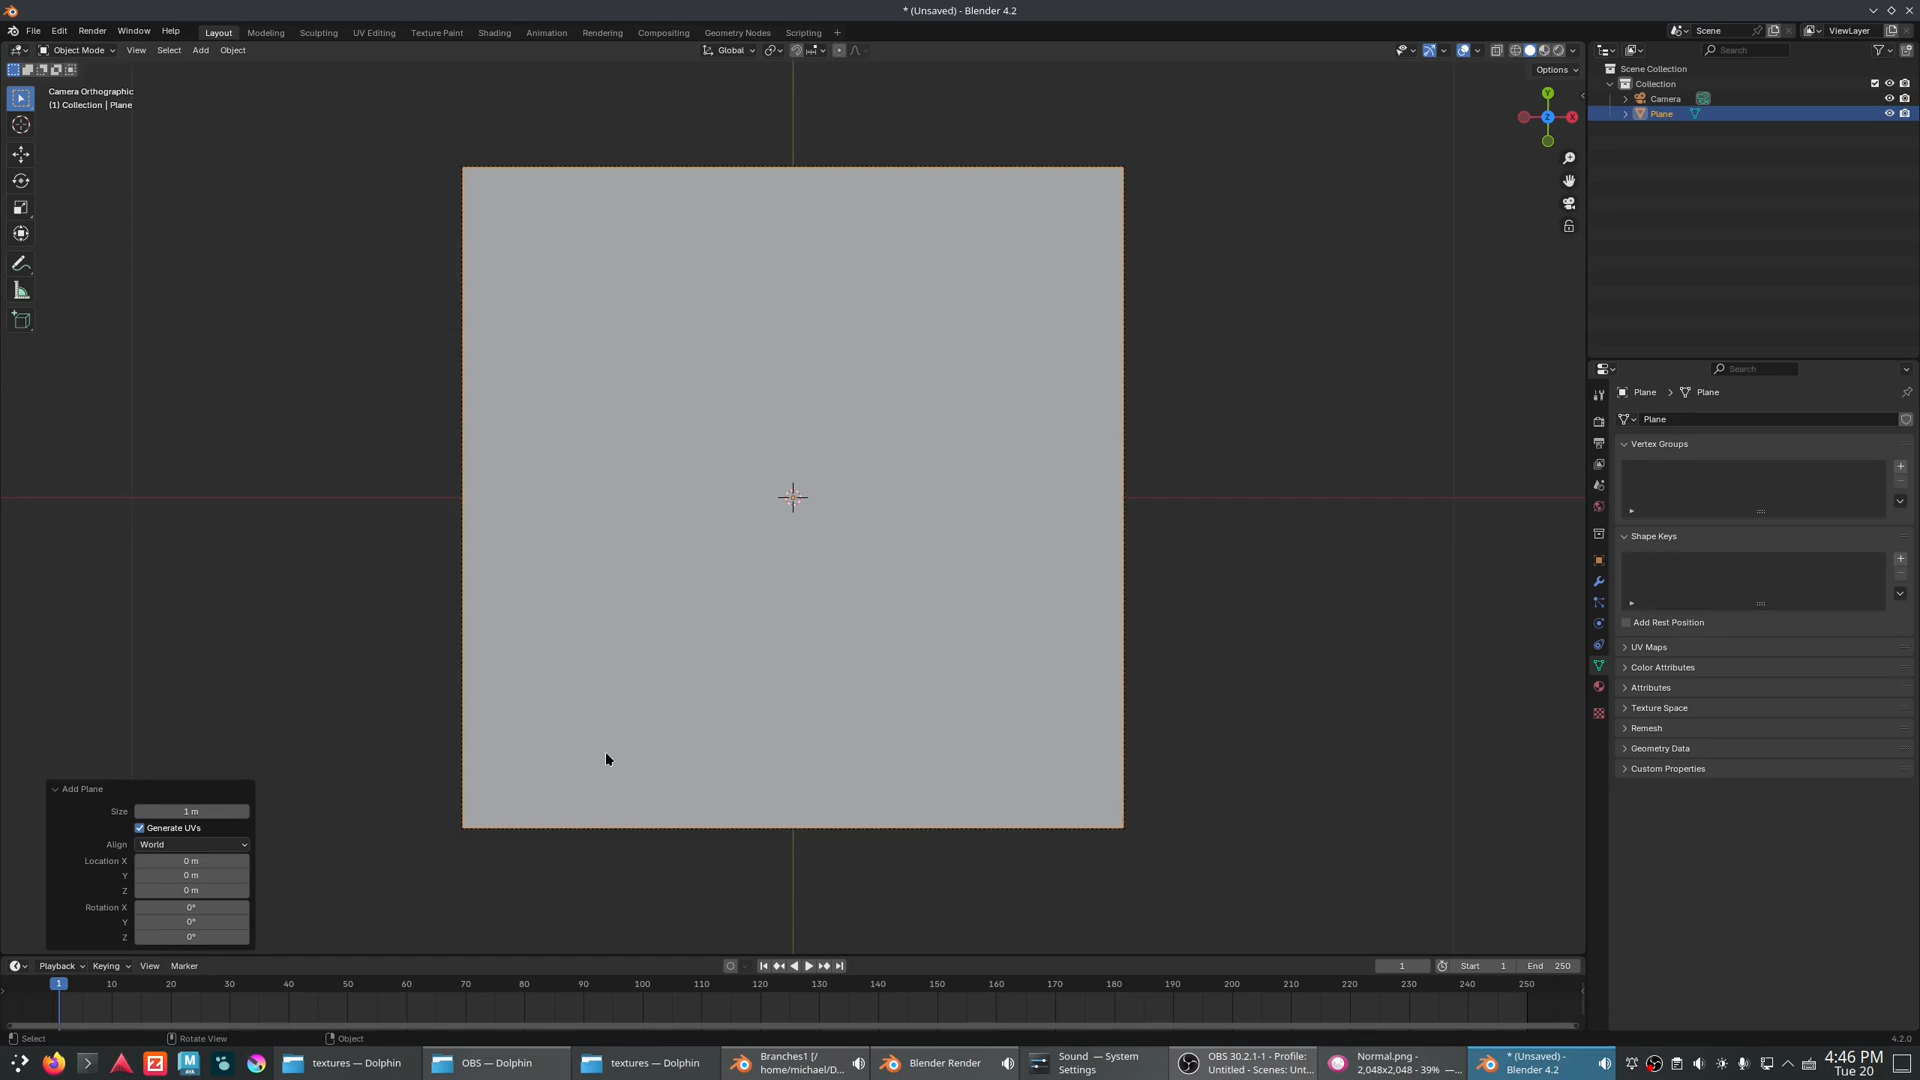 * (Unsaved) - Blender 4.2
File Edit Render Window Help Layout Modeling Sculpting UV Editing Texture Paint Shading Animation Rendering Compositing Geometry Nodes Scripting + Scene ViewLayer
Object Mode View Select Add Object Global Search
Options
Camera Orthographic
(1) Collection | Plane
Y
Z X
Scene Collection
Collection
Camera
Plane
Search
Plane > Plane
Plane
Vertex Groups
Shape Keys
Add Rest Position
UV Maps
Color Attributes
Attributes
Texture Space
Remesh
Geometry Data
Custom Properties
Add Plane
Size 1 m
Generate UVs
Align World
Location X 0 m
Y 0 m
Z 0 m
Rotation X 0°
Y 0°
Z 0°
Playback Keying View Marker 1 Start 1 End 250
1 10 20 30 40 50 60 70 80 90 100 110 120 130 140 150 160 170 180 190 200 210 220 230 240 250
Select Rotate View Object 4.2.0
textures — Dolphin OBS — Dolphin textures — Dolphin
Branches1 [/
home/michael/D...
Blender Render
Sound — System
Settings
OBS 30.2.1-1 - Profile:
Untitled - Scenes: Unt...
Normal.png -
2,048x2,048 - 39% —...
* (Unsaved) -
Blender 4.2
4:46 PM
Tue 20